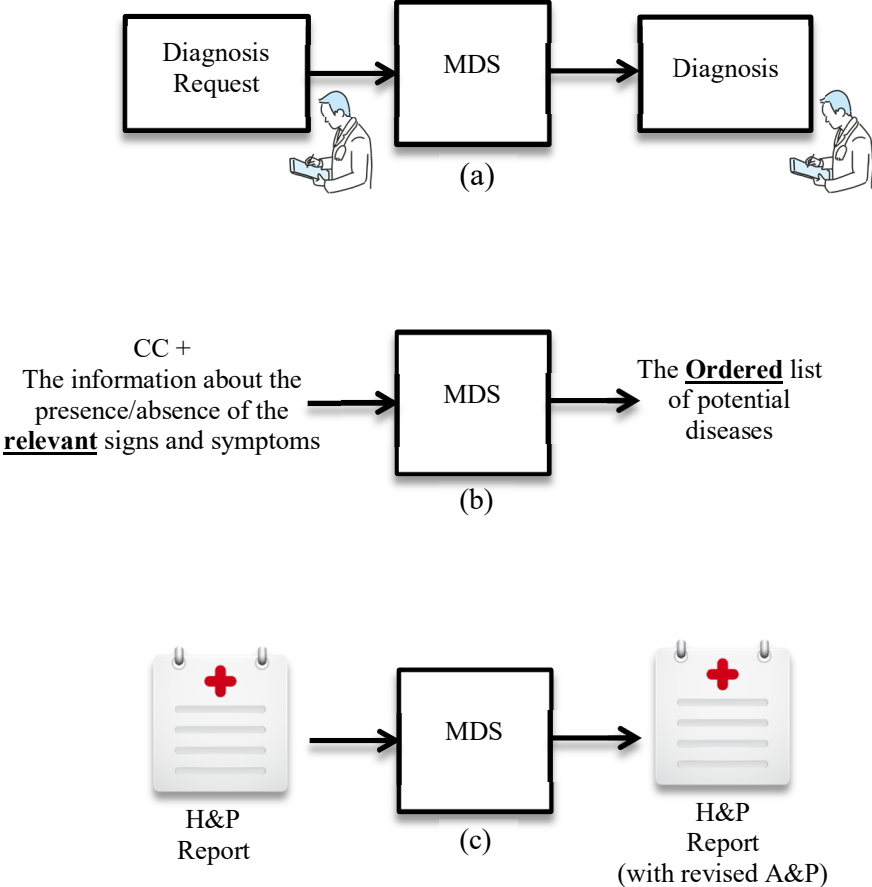 Diagnosis
Request
MDS
Diagnosis
(a)
CC +
The information about the
presence/absence of the
relevant signs and symptoms
MDS
The Ordered list
of potential
diseases
(b)
H&P
Report
MDS
H&P
Report
(with revised A&P)
(c)